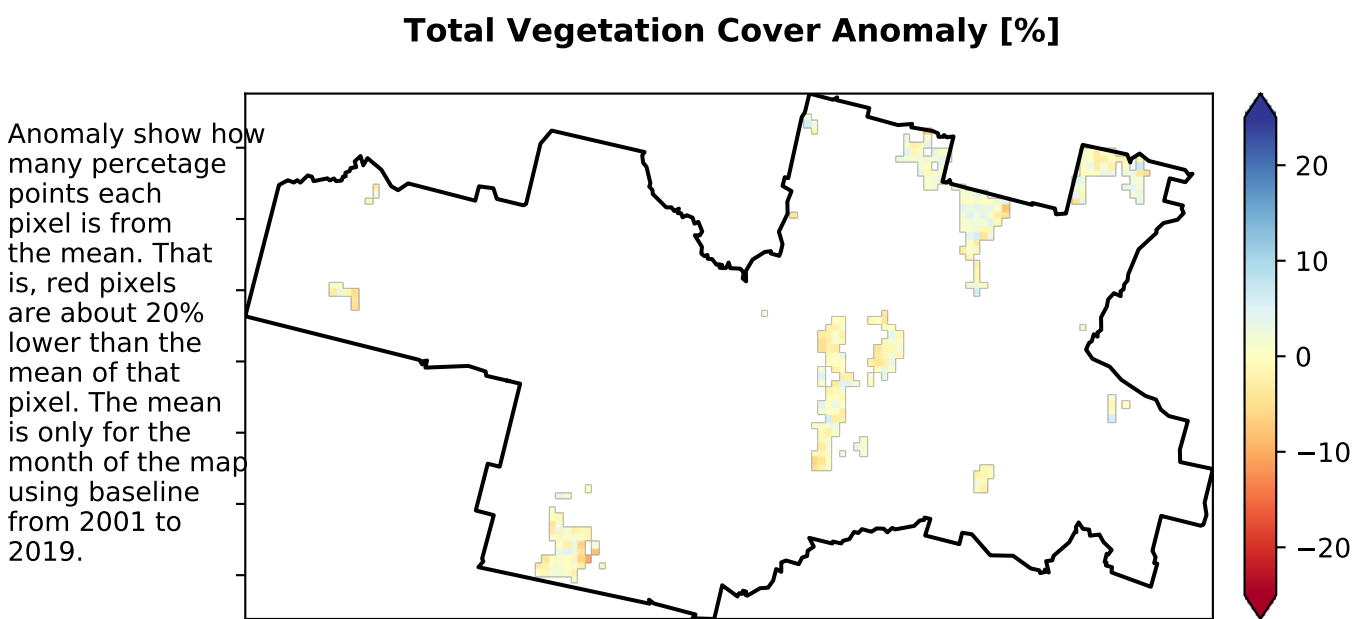 Total Vegetation Cover Anomaly [%]
Anomaly show how
many percetage
points each
pixel is from
the mean. That
is, red pixels
are about 20%
lower than the
mean of that
pixel. The mean
is only for the
month of the map
using baseline
from 2001 to
2019.
20
10
0
−10
−20